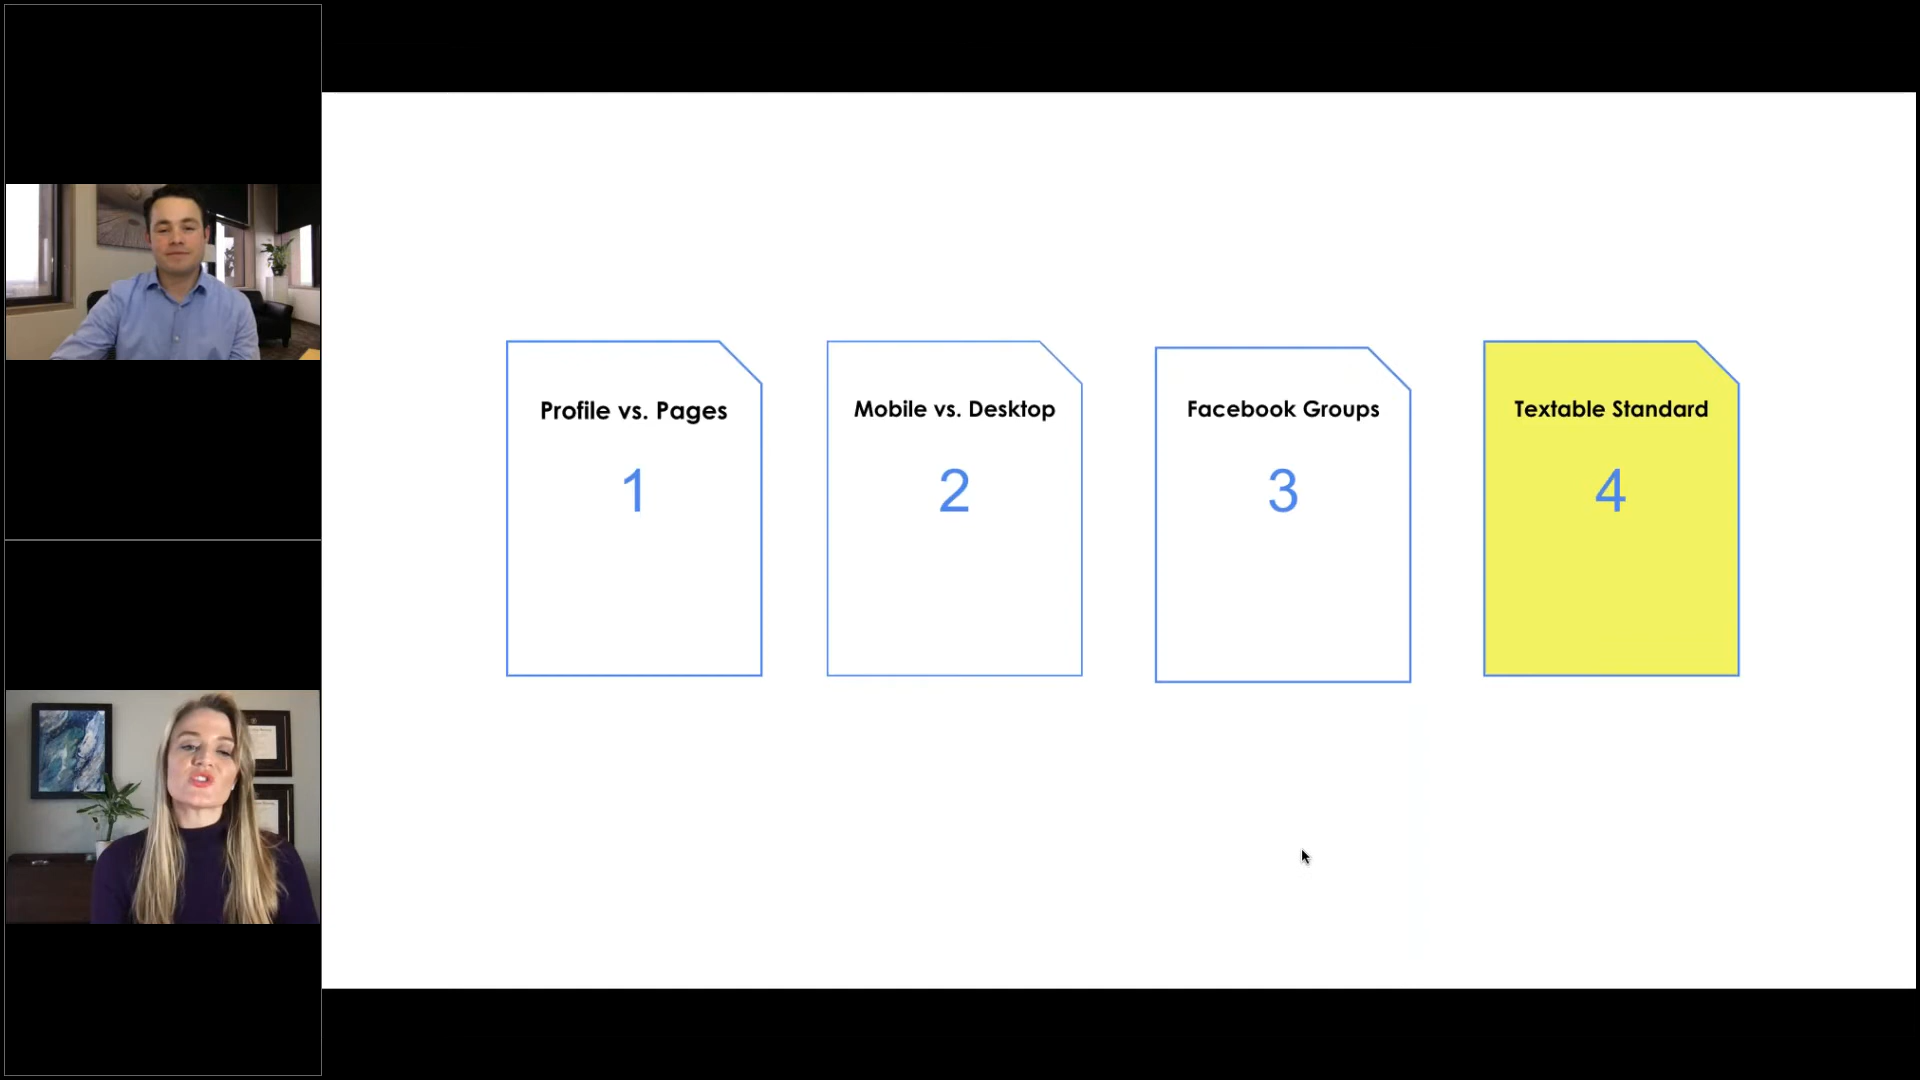 Profile vs. Pages
1
Mobile vs. Desktop
2
Facebook Groups
3
Textable Standard
4